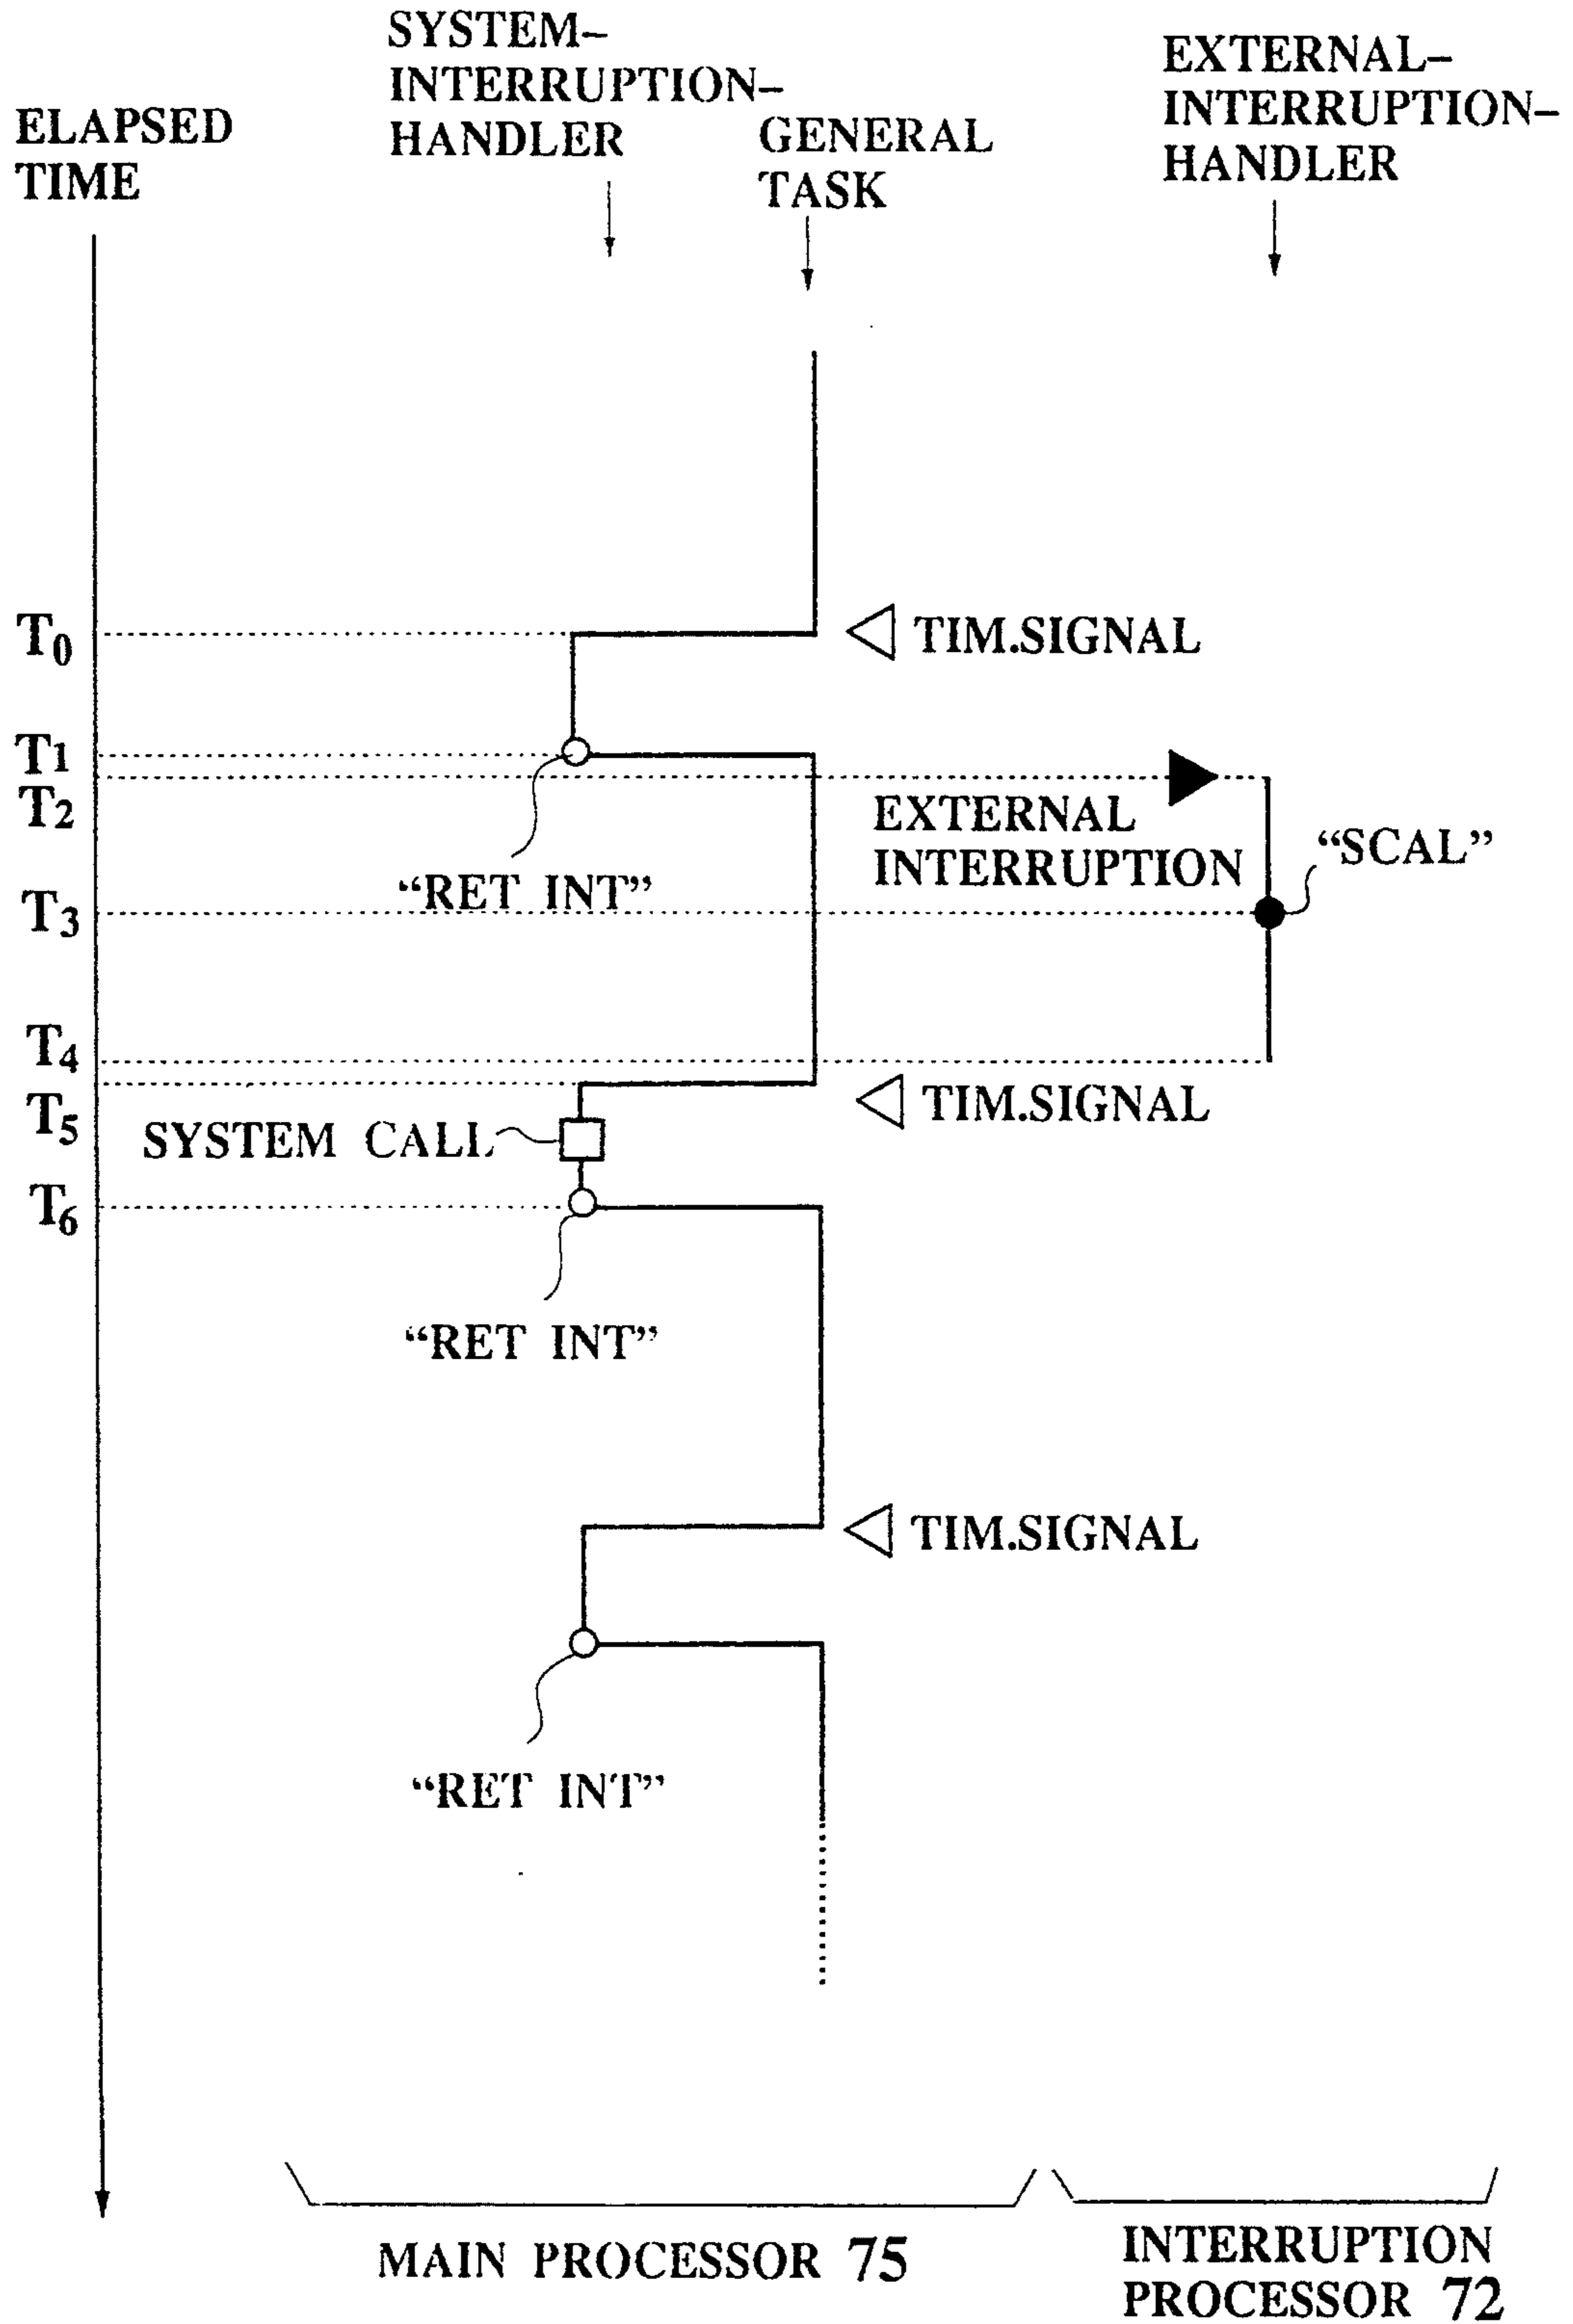 SYSTEM–
INTERRUPTION–
HANDLER
EXTERNAL–
INTERRUPTION–
HANDLER
ELAPSED
TIME
GENERAL
TASK
T0
TIM.SIGNAL
T1
T2
EXTERNAL
INTERRUPTION
“SCAL”
“RET INT”
T3
T4
TIM.SIGNAL
T5
SYSTEM CALL
T6
“RET INT”
TIM.SIGNAL
“RET INT”
MAIN PROCESSOR 75
INTERRUPTION
PROCESSOR 72